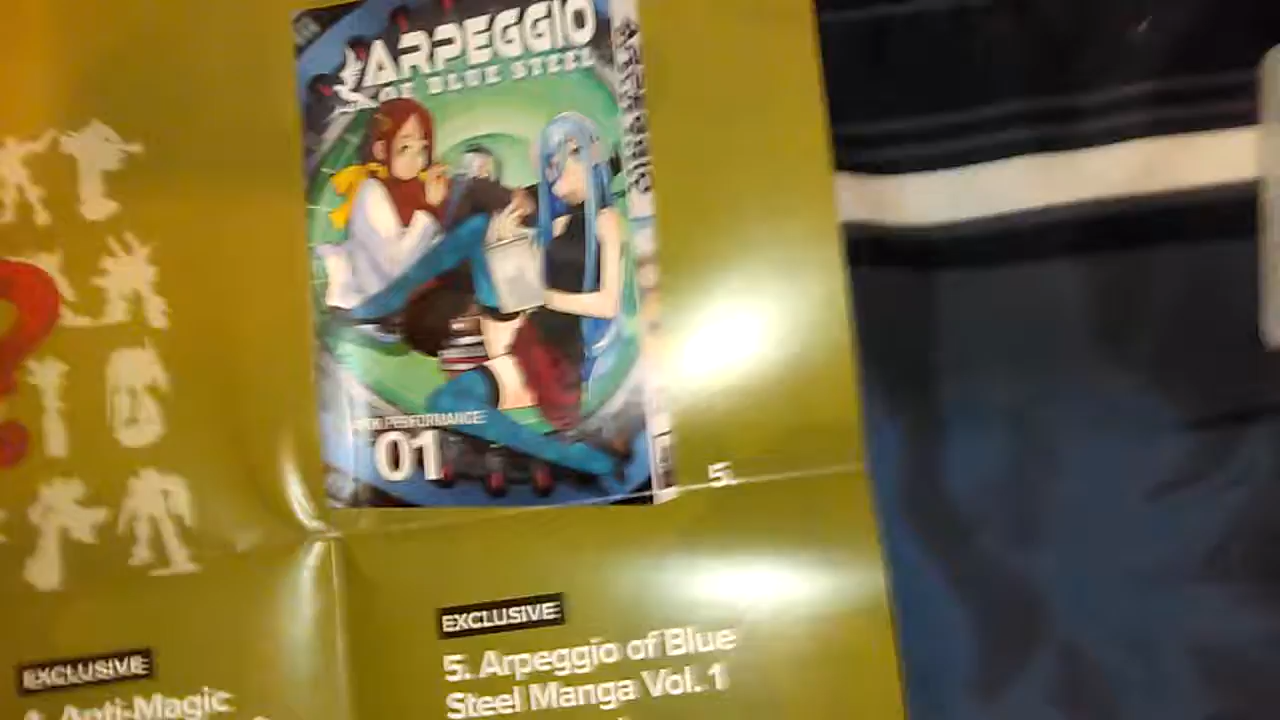 ARPEGGIO
OF BLUE STEEL
PERFORMANCE
01
5.
EXCLUSIVE
5. Arpeggio of Blue
Steel Manga Vol. 1
EXCLUSIVE
Anti-Magic